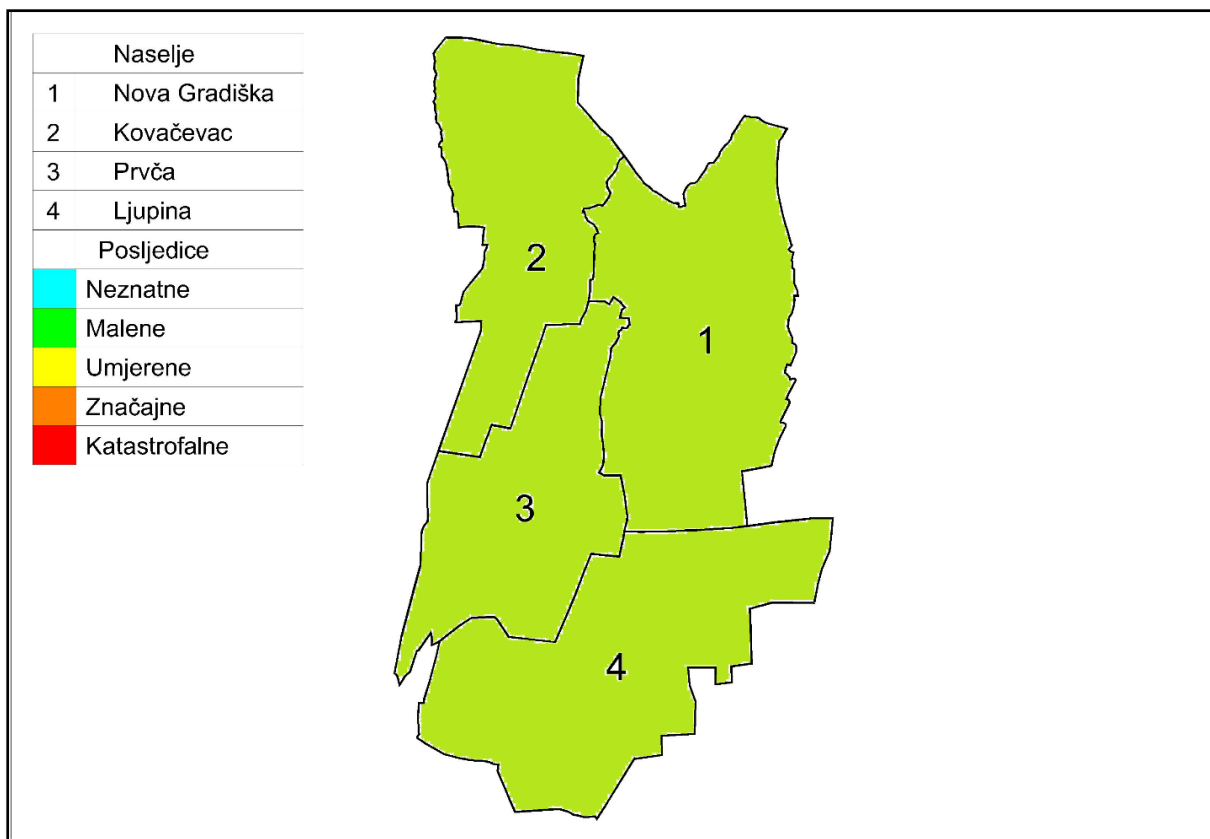 Naselje
1 Nova Gradiška
2 Kovačevac
3 Prvča
4 Ljupina
Posljedice
Neznatne
Malene
Umjerene
Značajne
Katastrofalne
2
1
3
4